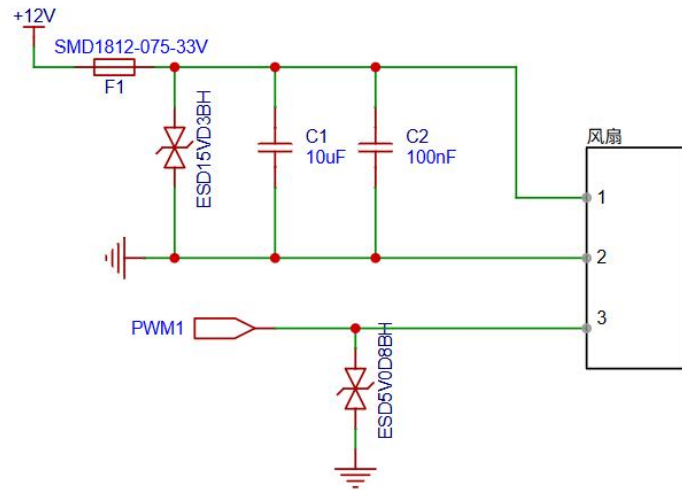 +12V
SMD1812-075-33V
F1
ESD15VD3BH
C1
10uF
C2
100nF
风扇
1
2
3
PWM1
ESD5V0D8BH